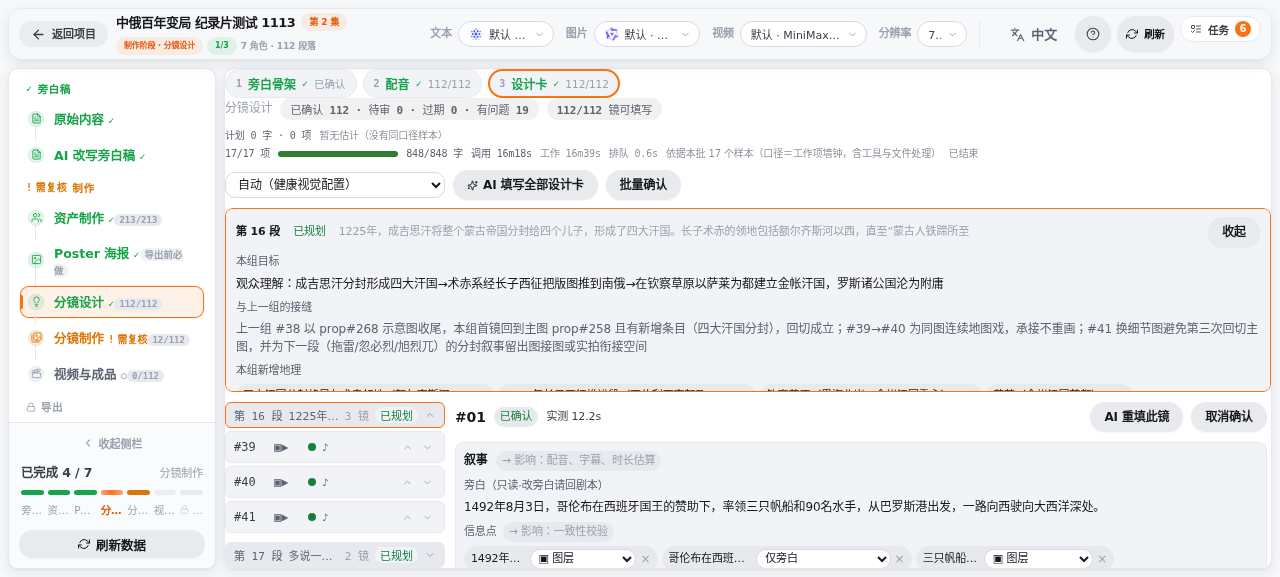 返回项目
中俄百年变局 纪录片测试 1113 第 2 集
制作阶段 · 分镜设计 1/3 7 角色 · 112 段落
文本 默认 ...
图片 默认 · ...
视频 默认 · MiniMax...
分辨率 7..
中文
刷新
任务 6
✓ 旁白稿
原始内容 ✓
AI 改写旁白稿 ✓
! 需复核 制作
资产制作 ✓ 213/213
Poster 海报 ✓ 导出前必做
分镜设计 ✓ 112/112
分镜制作 ! 需复核 12/112
视频与成品 ○ 0/112
导出
收起侧栏
已完成 4 / 7 分镜制作
旁... 资... P... 分... 分... 视... ...
刷新数据
1 旁白骨架 ✓ 已确认
2 配音 ✓ 112/112
3 设计卡 ✓ 112/112
分镜设计 已确认 112 · 待审 0 · 过期 0 · 有问题 19 112/112 镜可填写
计划 0 字 · 0 项 暂无估计（没有同口径样本）
17/17 项 848/848 字 调用 16m18s 工作 16m39s 排队 0.6s 依据本批 17 个样本（口径＝工作项墙钟，含工具与文件处理） 已结束
自动（健康视觉配置）
AI 填写全部设计卡
批量确认
第 16 段 已规划 1225年，成吉思汗将整个蒙古帝国分封给四个儿子，形成了四大汗国。长子术赤的领地包括额尔齐斯河以西，直至“蒙古人铁蹄所至
收起
本组目标
观众理解：成吉思汗分封形成四大汗国→术赤系经长子西征把版图推到南俄→在钦察草原以萨莱为都建立金帐汗国，罗斯诸公国沦为附庸
与上一组的接缝
上一组 #38 以 prop#268 示意图收尾，本组首镜回到主图 prop#258 且有新增条目（四大汗国分封），回切成立；#39→#40 为同图连续地图戏，承接不重画；#41 换细节图避免第三次回切主
图，并为下一段（拖雷/忽必烈/旭烈兀）的分封叙事留出图接图或实拍衔接空间
本组新增地理
第 16 段 1225年... 3 镜 已规划
#39
#40
#41
第 17 段 多说一... 2 镜 已规划
#01 已确认 实测 12.2s
AI 重填此镜
取消确认
叙事 → 影响：配音、字幕、时长估算
旁白（只读·改旁白请回剧本）
1492年8月3日，哥伦布在西班牙国王的赞助下，率领三只帆船和90名水手，从巴罗斯港出发，一路向西驶向大西洋深处。
信息点 → 影响：一致性校验
1492年... ▣ 图层 × 哥伦布在西班... 仅旁白 × 三只帆船... ▣ 图层 ×